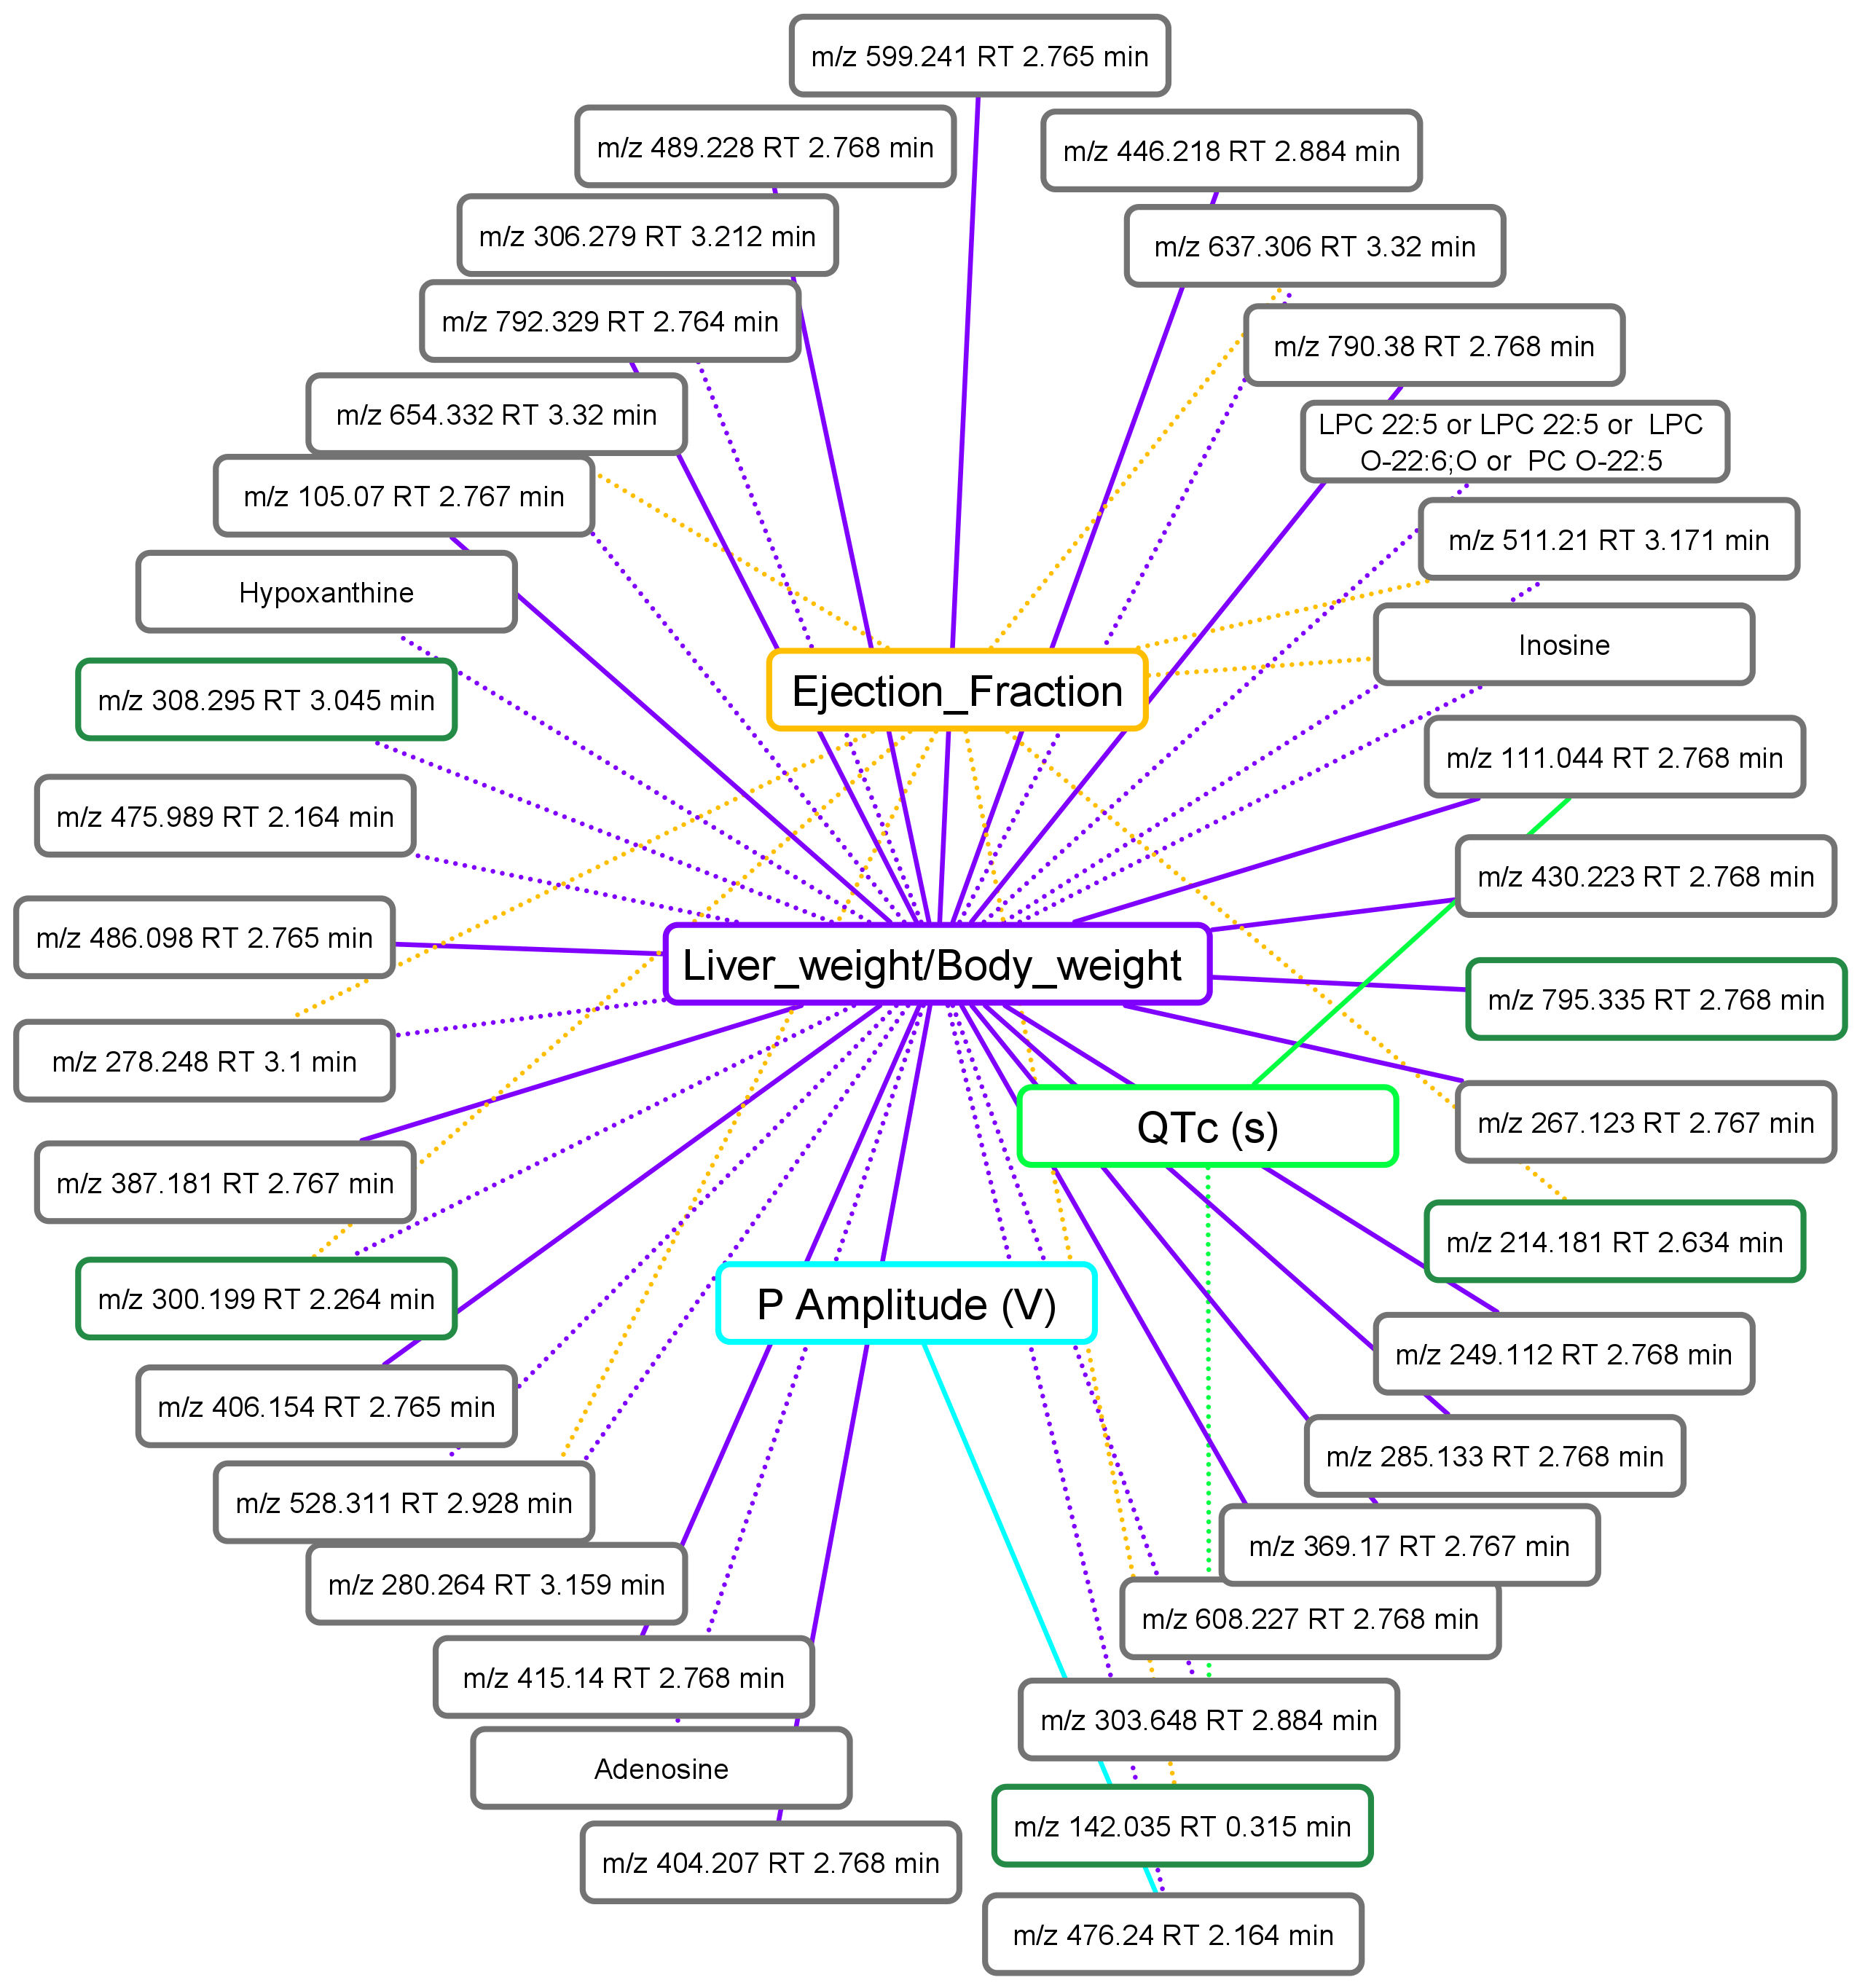 m/z 599.241 RT 2.765 min
m/z 489.228 RT 2.768 min
m/z 446.218 RT 2.884 min
m/z 306.279 RT 3.212 min
m/z 637.306 RT 3.32 min
m/z 792.329 RT 2.764 min
m/z 790.38 RT 2.768 min
m/z 654.332 RT 3.32 min
LPC 22:5 or LPC 22:5 or  LPC
O-22:6;O or  PC O-22:5
m/z 105.07 RT 2.767 min
m/z 511.21 RT 3.171 min
Hypoxanthine
Inosine
m/z 308.295 RT 3.045 min
Ejection_Fraction
m/z 111.044 RT 2.768 min
m/z 475.989 RT 2.164 min
m/z 430.223 RT 2.768 min
m/z 486.098 RT 2.765 min
Liver_weight/Body_weight
m/z 795.335 RT 2.768 min
m/z 278.248 RT 3.1 min
QTc (s)
m/z 267.123 RT 2.767 min
m/z 387.181 RT 2.767 min
m/z 214.181 RT 2.634 min
m/z 300.199 RT 2.264 min
P Amplitude (V)
m/z 249.112 RT 2.768 min
m/z 406.154 RT 2.765 min
m/z 285.133 RT 2.768 min
m/z 528.311 RT 2.928 min
m/z 369.17 RT 2.767 min
m/z 280.264 RT 3.159 min
m/z 608.227 RT 2.768 min
m/z 415.14 RT 2.768 min
m/z 303.648 RT 2.884 min
Adenosine
m/z 142.035 RT 0.315 min
m/z 404.207 RT 2.768 min
m/z 476.24 RT 2.164 min